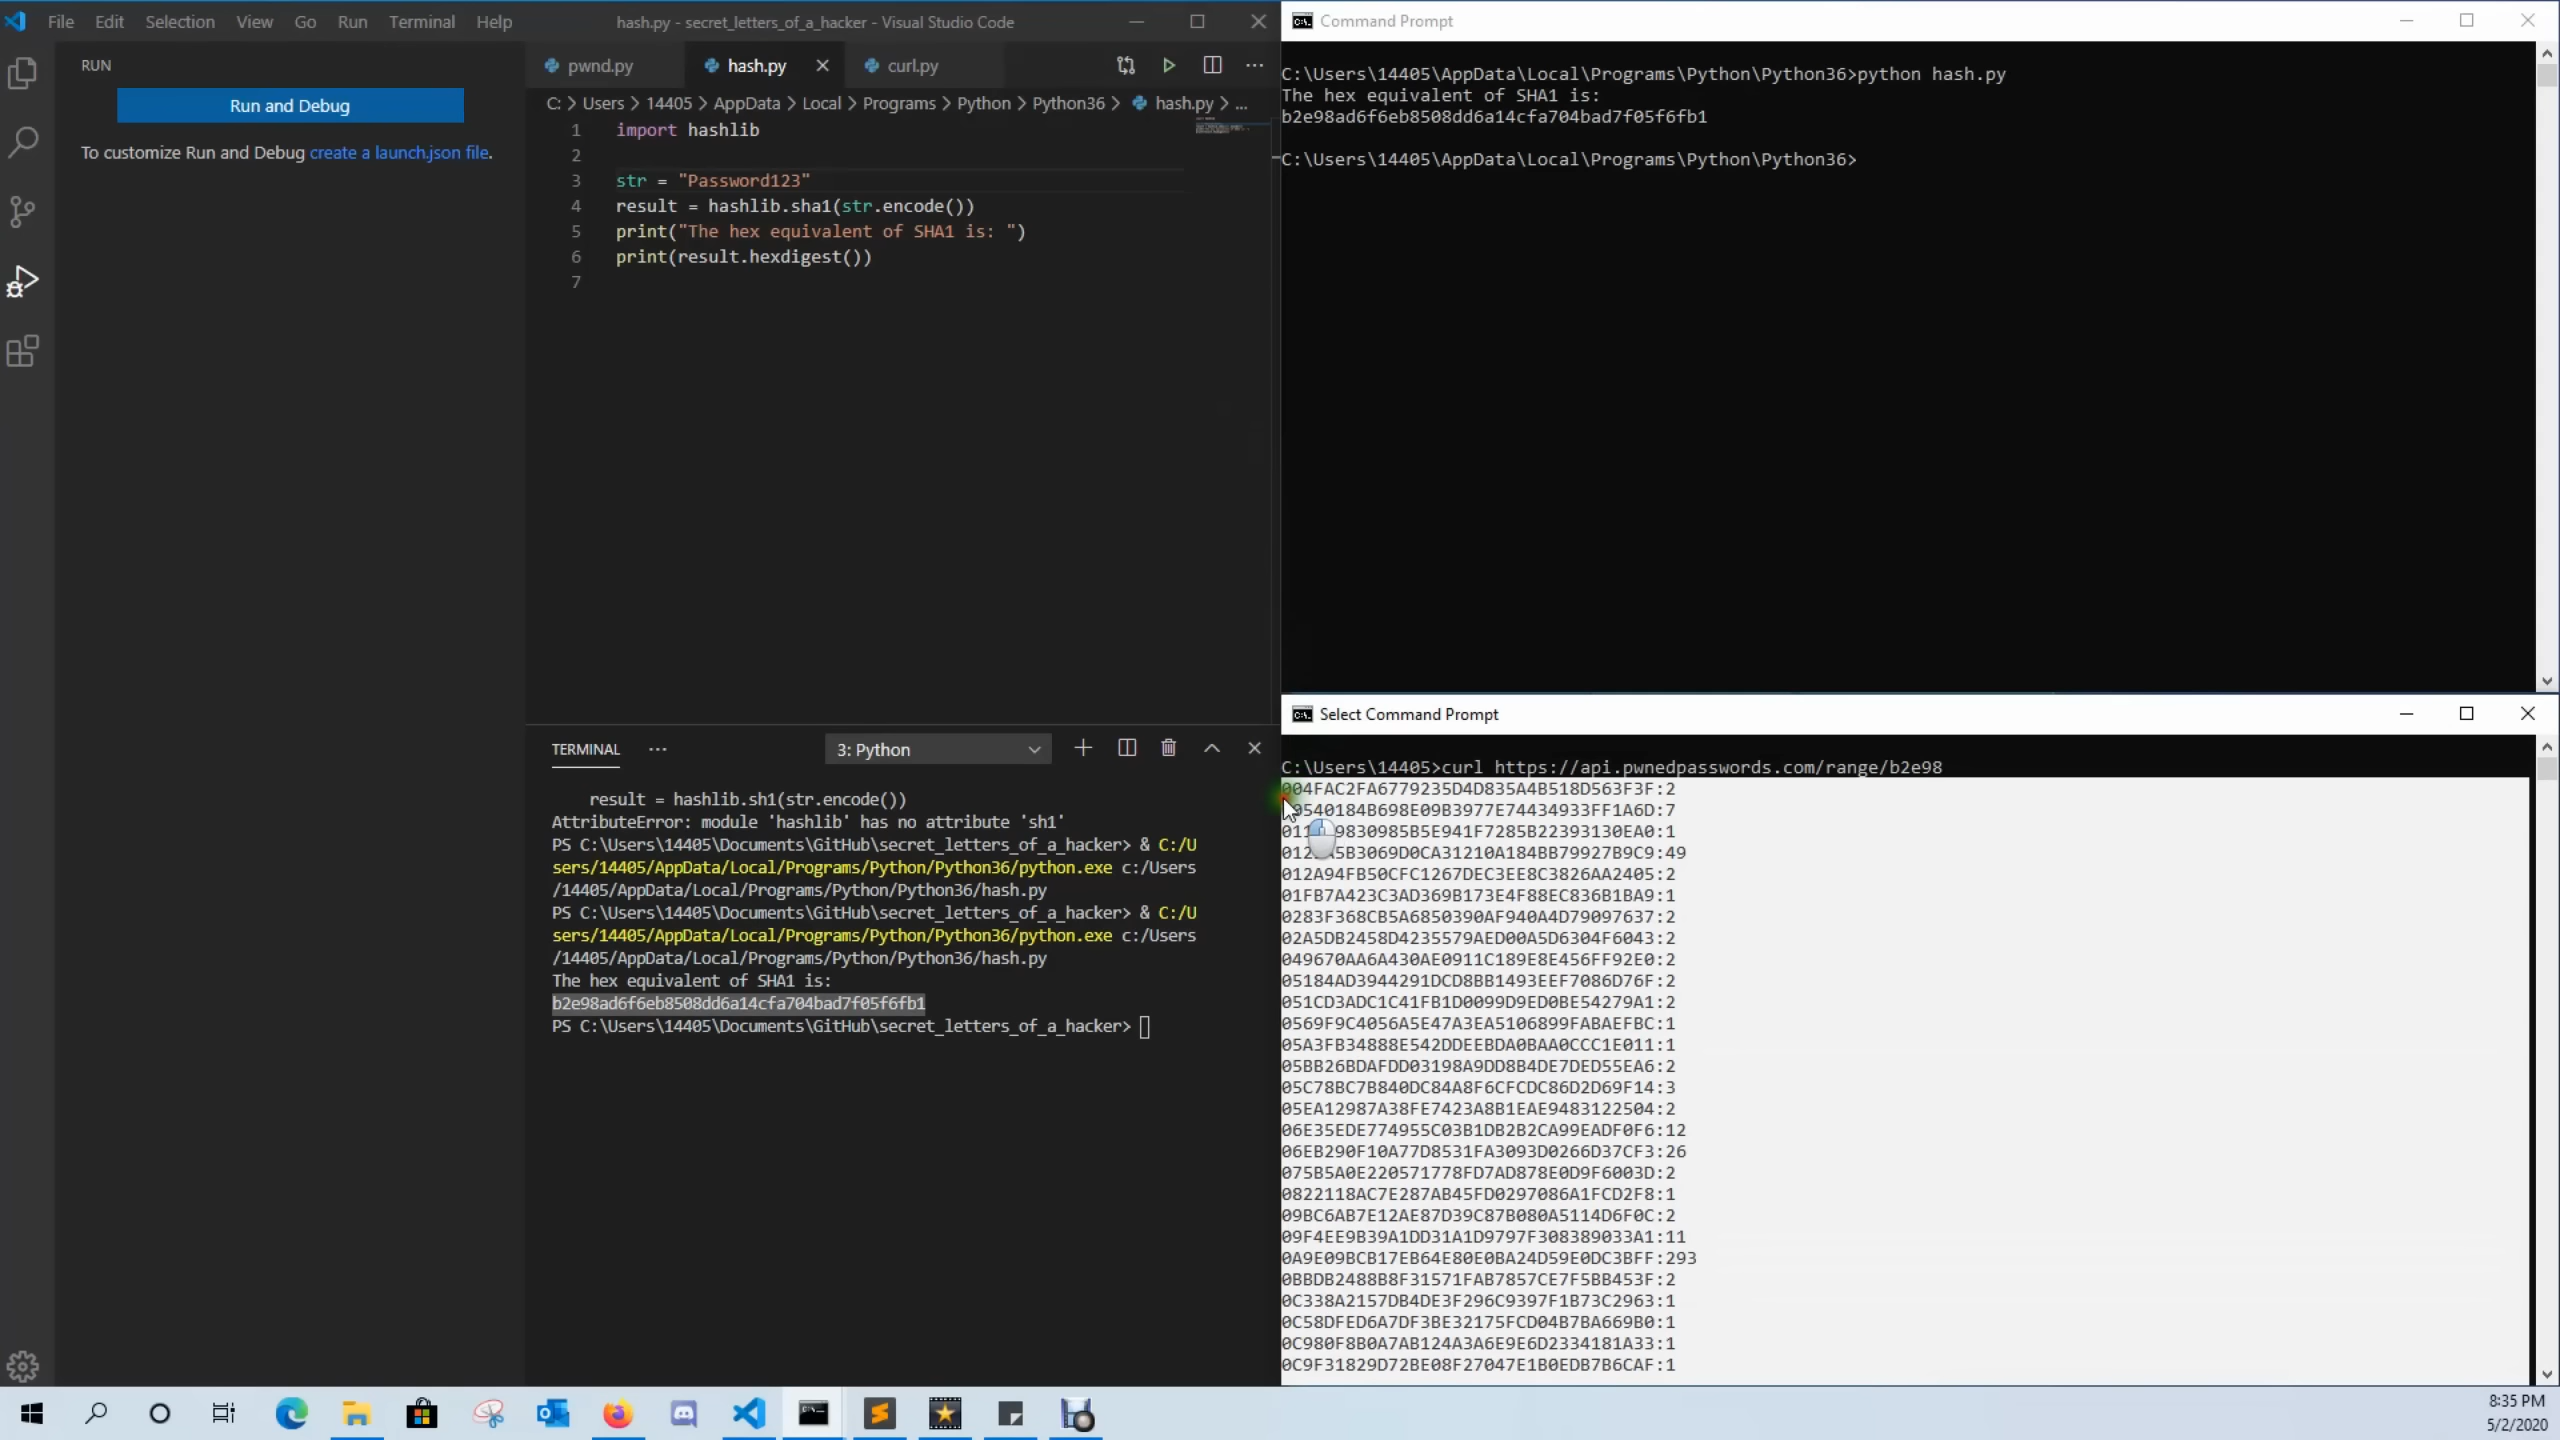 File Edit Selection View Go Run Terminal Help
hash.py - secret_letters_of_a_hacker - Visual Studio Code
RUN
Run and Debug
To customize Run and Debug create a launch.json file.
pwnd.py
hash.py
curl.py
C: > Users > 14405 > AppData > Local > Programs > Python > Python36 > hash.py > ...
1 import hashlib
2
3 str = "Password123"
4 result = hashlib.sha1(str.encode())
5 print("The hex equivalent of SHA1 is: ")
6 print(result.hexdigest())
7
TERMINAL ... 3: Python
result = hashlib.sh1(str.encode())
AttributeError: module 'hashlib' has no attribute 'sh1'
PS C:\Users\14405\Documents\GitHub\secret_letters_of_a_hacker> & C:/U
sers/14405/AppData/Local/Programs/Python/Python36/python.exe c:/Users
/14405/AppData/Local/Programs/Python/Python36/hash.py
PS C:\Users\14405\Documents\GitHub\secret_letters_of_a_hacker> & C:/U
sers/14405/AppData/Local/Programs/Python/Python36/python.exe c:/Users
/14405/AppData/Local/Programs/Python/Python36/hash.py
The hex equivalent of SHA1 is:
b2e98ad6f6eb8508dd6a14cfa704bad7f05f6fb1
PS C:\Users\14405\Documents\GitHub\secret_letters_of_a_hacker>
Command Prompt
C:\Users\14405\AppData\Local\Programs\Python\Python36>python hash.py
The hex equivalent of SHA1 is:
b2e98ad6f6eb8508dd6a14cfa704bad7f05f6fb1
C:\Users\14405\AppData\Local\Programs\Python\Python36>
Select Command Prompt
C:\Users\14405>curl https://api.pwnedpasswords.com/range/b2e98
004FAC2FA6779235D4D835A4B518D563F3F:2
012A94FB50CFC1267DEC3EE8C3826AA2405:2
01FB7A423C3AD369B173E4F88EC836B1BA9:1
0283F368CB5A6850390AF940A4D79097637:2
02A5DB2458D4235579AED00A5D6304F6043:2
049670AA6A430AE0911C189E8E456FF92E0:2
05184AD3944291DCD8BB1493EEF7086D76F:2
051CD3ADC1C41FB1D0099D9ED0BE54279A1:2
0569F9C4056A5E47A3EA5106899FABAEFBC:1
05A3FB34888E542DDEEBDA0BAA0CCC1E011:1
05BB26BDAFDD03198A9DD8B4DE7DED55EA6:2
05C78BC7B840DC84A8F6CFCDC86D2D69F14:3
05EA12987A38FE7423A8B1EAE9483122504:2
06E35EDE774955C03B1DB2B2CA99EADF0F6:12
06EB290F10A77D8531FA3093D0266D37CF3:26
075B5A0E220571778FD7AD878E0D9F6003D:2
0822118AC7E287AB45FD0297086A1FCD2F8:1
09BC6AB7E12AE87D39C87B080A5114D6F0C:2
09F4EE9B39A1DD31A1D9797F308389033A1:11
0A9E09BCB17EB64E80E0BA24D59E0DC3BFF:293
0BBDB2488B8F31571FAB7857CE7F5BB453F:2
0C338A2157DB4DE3F296C9397F1B73C2963:1
0C58DFED6A7DF3BE32175FCD04B7BA669B0:1
0C980F8B0A7AB124A3A6E9E6D2334181A33:1
0C9F31829D72BE08F27047E1B0EDB7B6CAF:1
8:35 PM
5/2/2020